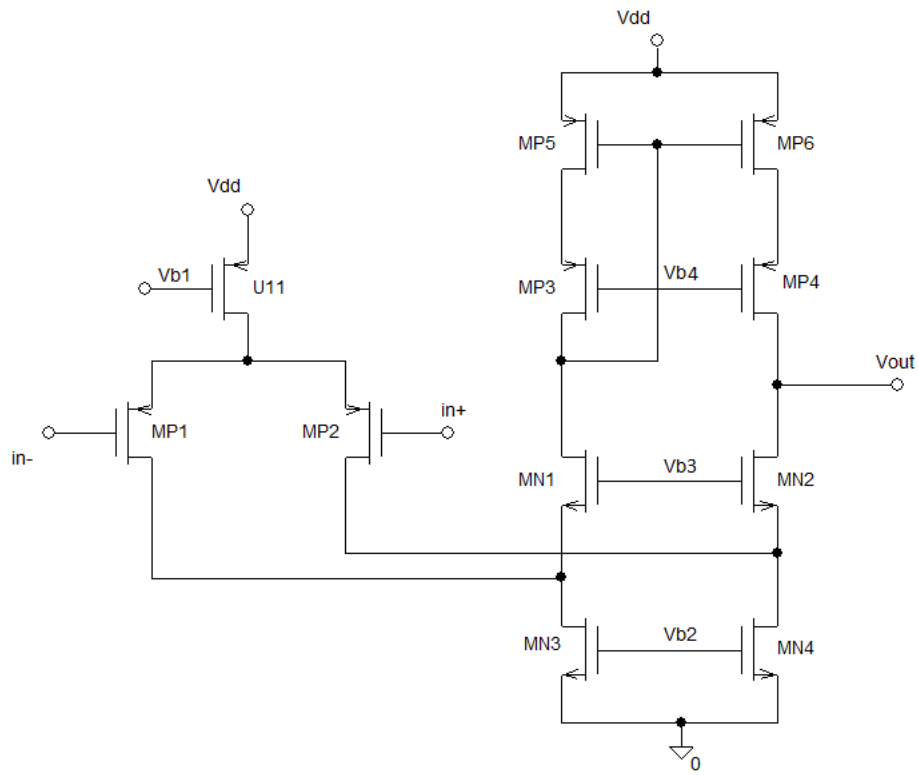 Vdd
MP5
MP6
Vdd
Vb1
U11
MP3
Vb4
MP4
Vout
in-
MP1
MP2
in+
MN1
Vb3
MN2
MN3
Vb2
MN4
0